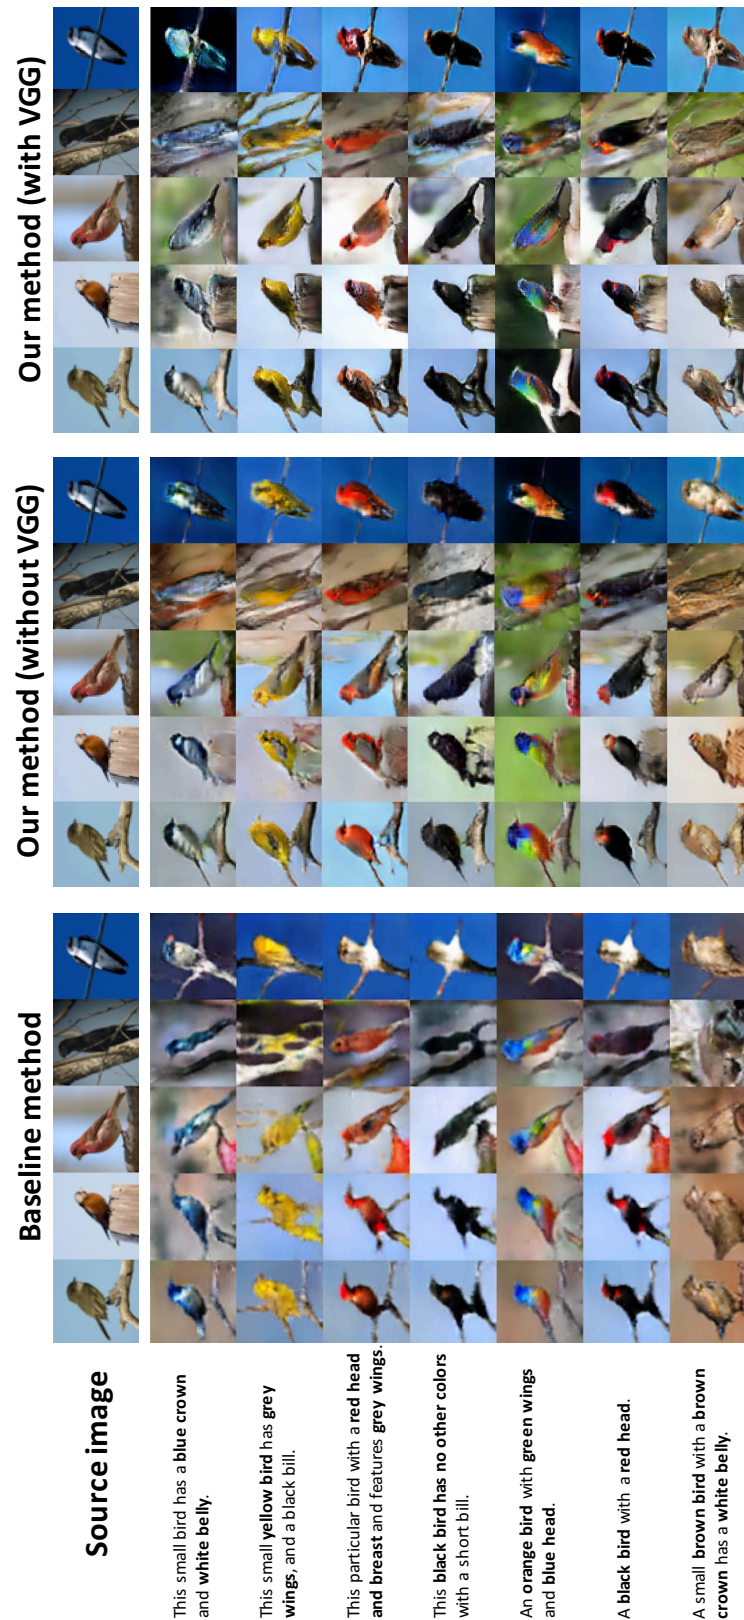 Baseline method
Our method (without VGG)
Our method (with VGG)
Source image
This small bird has a blue crown
and white belly.
This small yellow bird has grey
wings, and a black bill.
This particular bird with a red head
and breast and features grey wings.
This black bird has no other colors
with a short bill.
An orange bird with green wings
and blue head.
A black bird with a red head.
A small brown bird with a brown
crown has a white belly.